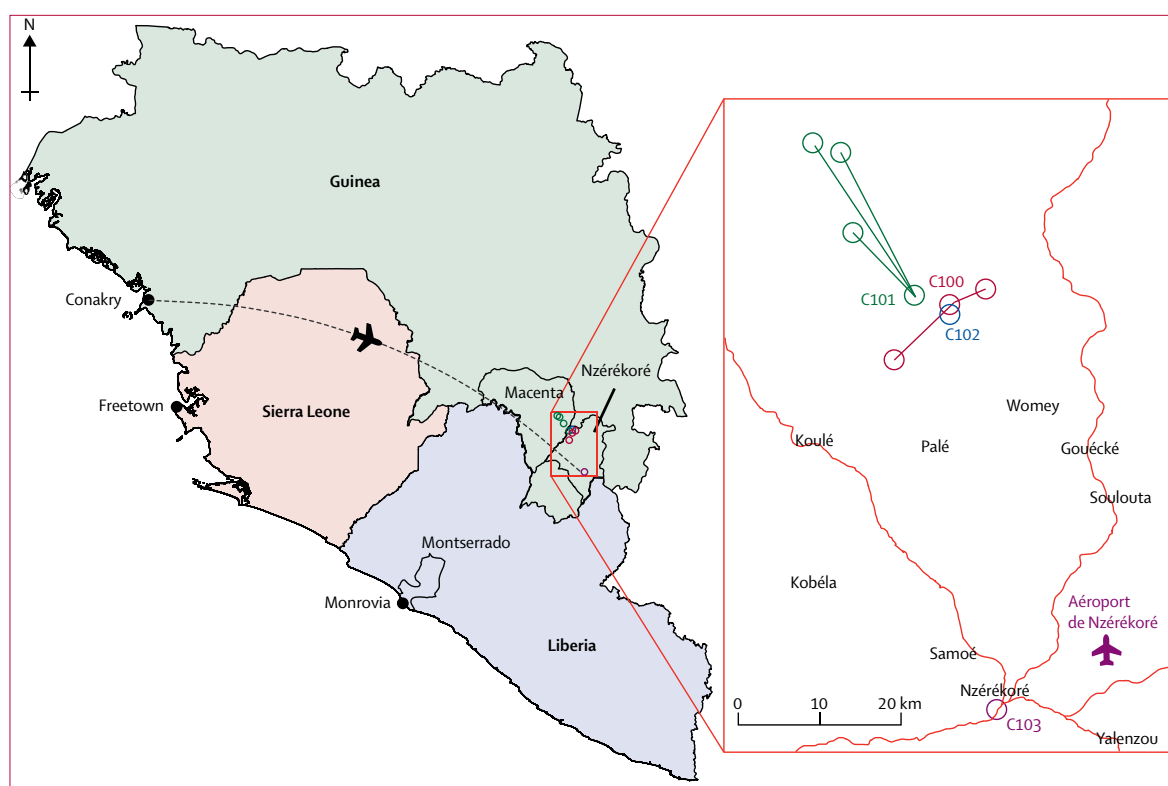 N
Guinea
Conakry
Freetown
Sierra Leone
Macenta
Nzérékoré
Montserrado
Monrovia
Liberia
C101
C100
C102
Womey
Koulé
Palé
Gouécké
Soulouta
Kobéla
Aéroport
de Nzérékoré
Samoé
Nzérékoré
C103
Yalenzou
0 10 20 km